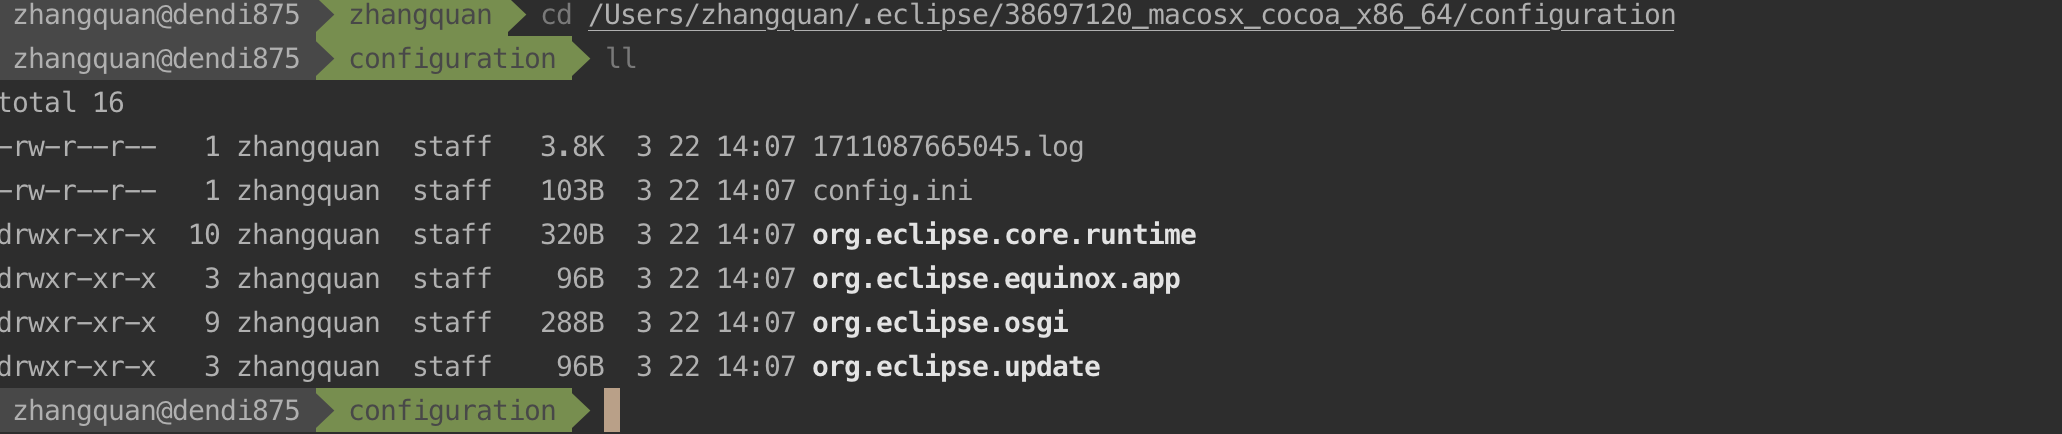 zhangquan@dendi875 zhangquan cd /Users/zhangquan/.eclipse/38697120_macosx_cocoa_x86_64/configuration
zhangquan@dendi875 configuration ll
total 16
-rw-r--r-- 1 zhangquan staff 3.8K 3 22 14:07 1711087665045.log
-rw-r--r-- 1 zhangquan staff 103B 3 22 14:07 config.ini
drwxr-xr-x 10 zhangquan staff 320B 3 22 14:07 org.eclipse.core.runtime
drwxr-xr-x 3 zhangquan staff 96B 3 22 14:07 org.eclipse.equinox.app
drwxr-xr-x 9 zhangquan staff 288B 3 22 14:07 org.eclipse.osgi
drwxr-xr-x 3 zhangquan staff 96B 3 22 14:07 org.eclipse.update
zhangquan@dendi875 configuration